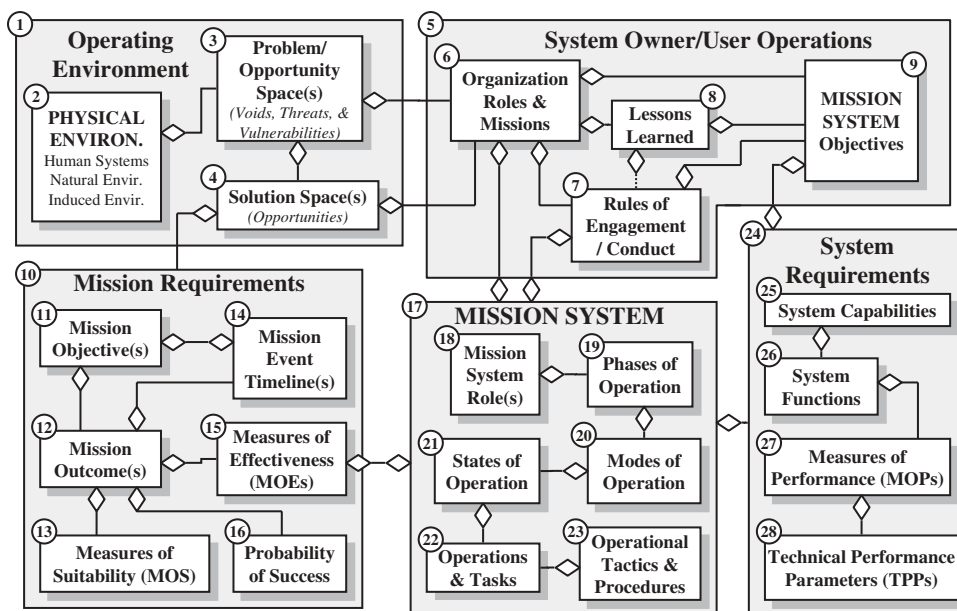 1
Operating
Environment
2
PHYSICAL
ENVIRON.
Human Systems
Natural Envir.
Induced Envir.
3
Problem/
Opportunity
Space(s)
(Voids, Threats, &
Vulnerabilities)
4
Solution Space(s)
(Opportunities)
5
System Owner/User Operations
6
Organization
Roles &
Missions
8
Lessons
Learned
9
MISSION
SYSTEM
Objectives
7
Rules of
Engagement
/ Conduct
10
Mission Requirements
11
Mission
Objective(s)
14
Mission
Event
Timeline(s)
12
Mission
Outcome(s)
15
Measures of
Effectiveness
(MOEs)
13
Measures of
Suitability (MOS)
16
Probability
of Success
17
MISSION SYSTEM
18
Mission
System
Role(s)
19
Phases of
Operation
21
States of
Operation
20
Modes of
Operation
22
Operations
& Tasks
23
Operational
Tactics &
Procedures
24
System
Requirements
25
System Capabilities
26
System
Functions
27
Measures of
Performance (MOPs)
28
Technical Performance
Parameters (TPPs)